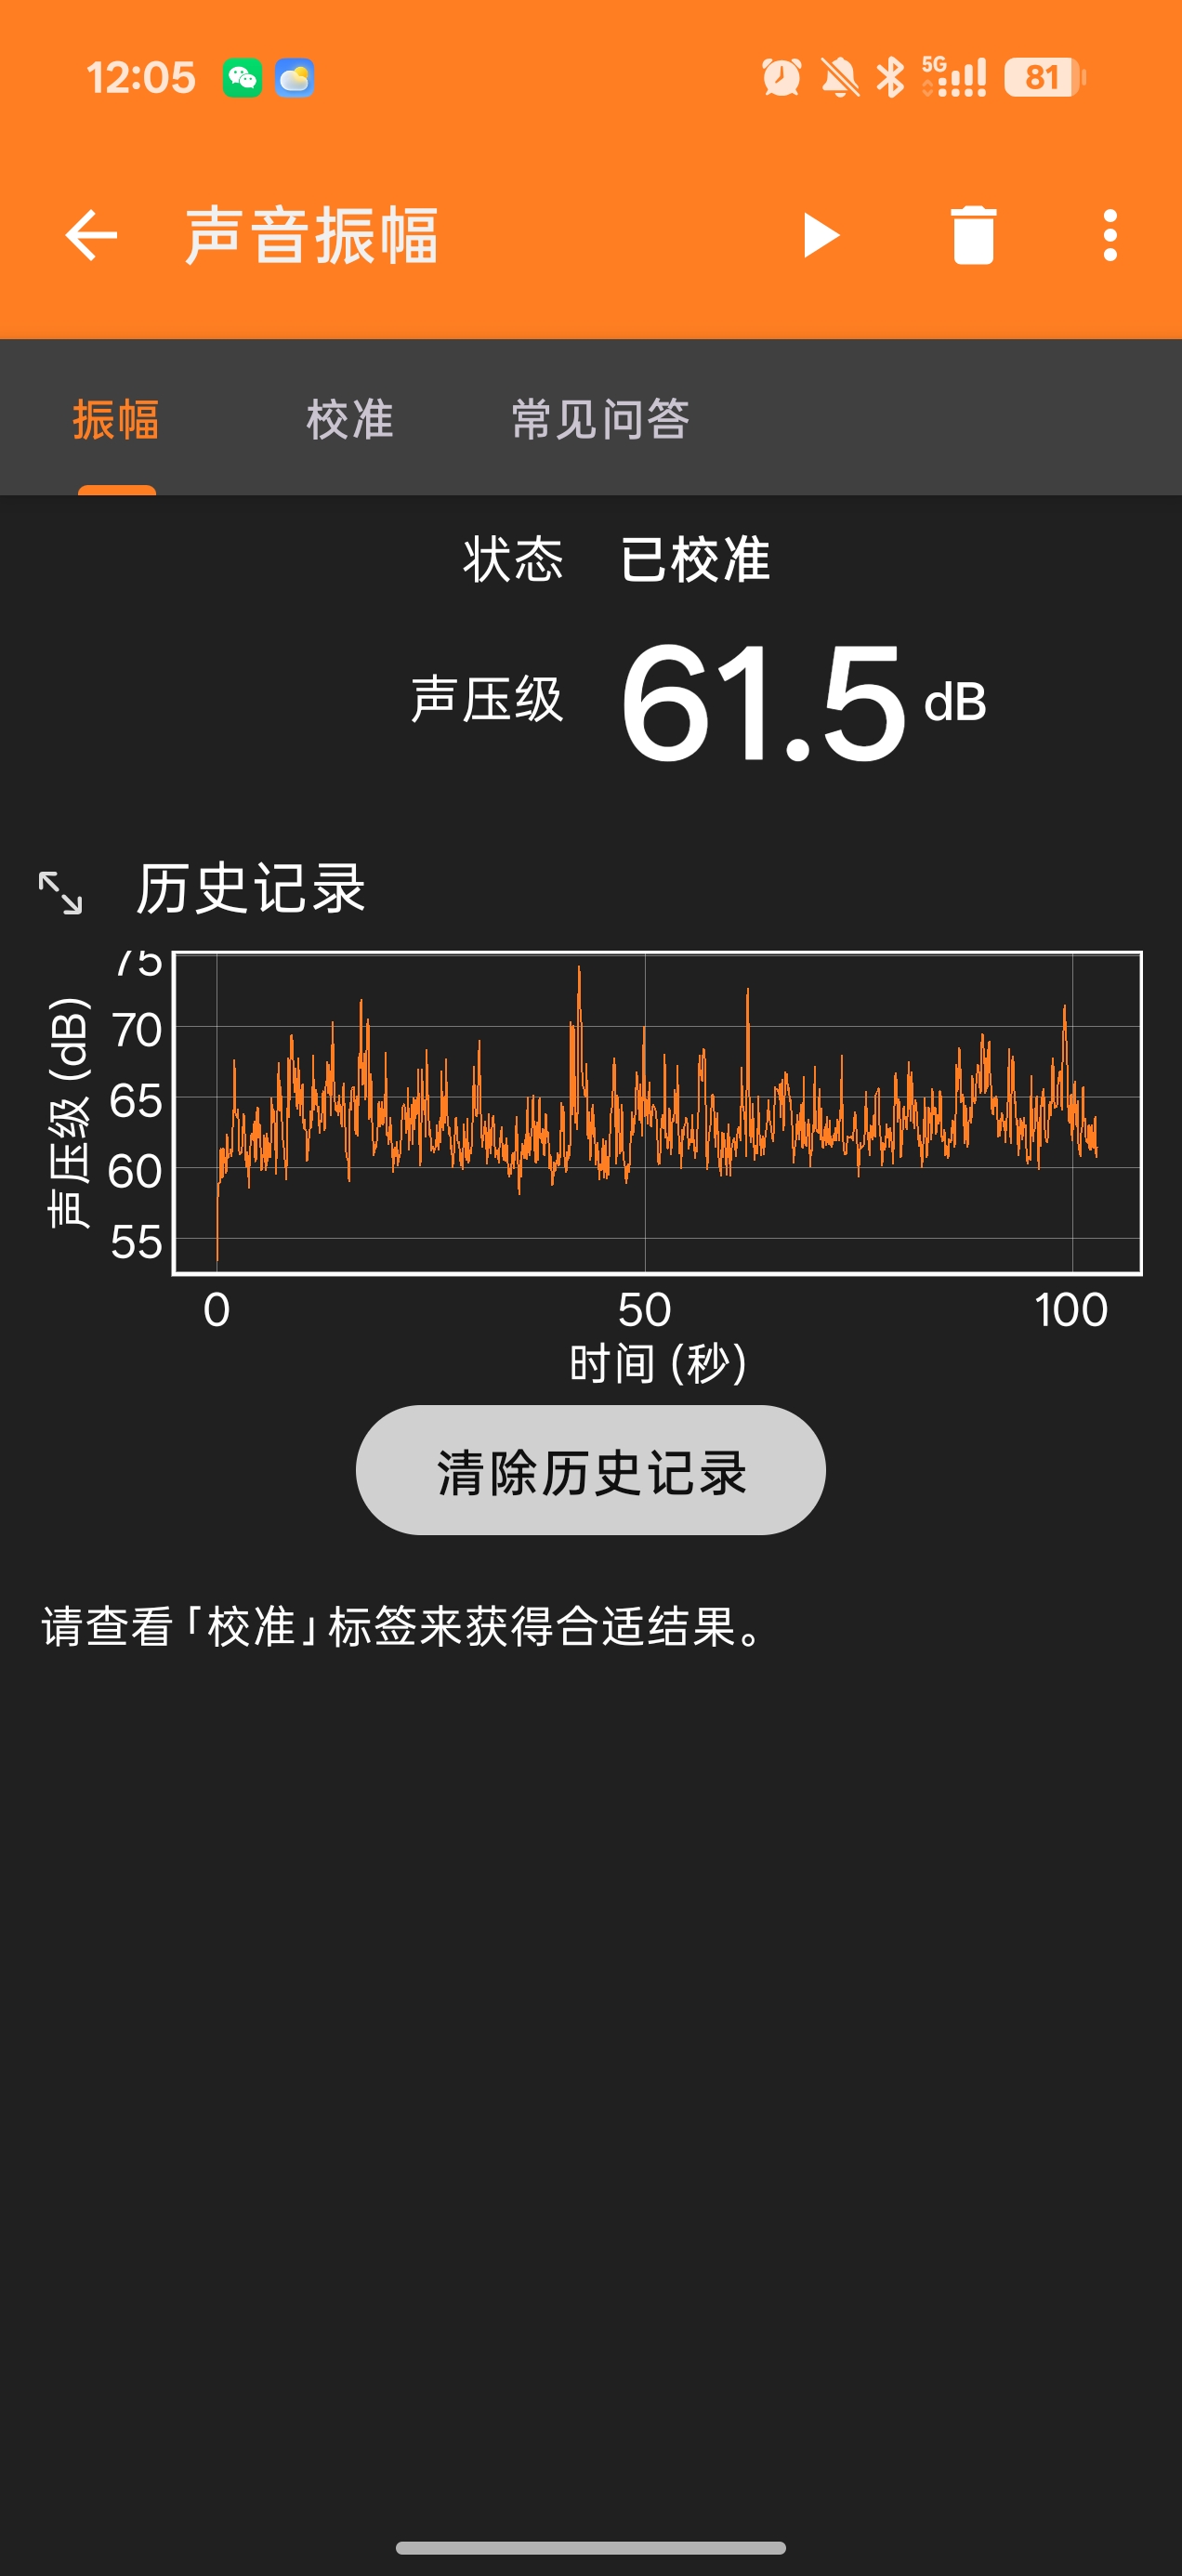 12:05 5G 81
声音振幅
振幅 校准 常见问答
状态 已校准
声压级 61.5 dB
历史记录
75
70
65
60
55
声压级 (dB)
0 50 100
时间 (秒)
清除历史记录
请查看「校准」标签来获得合适结果。